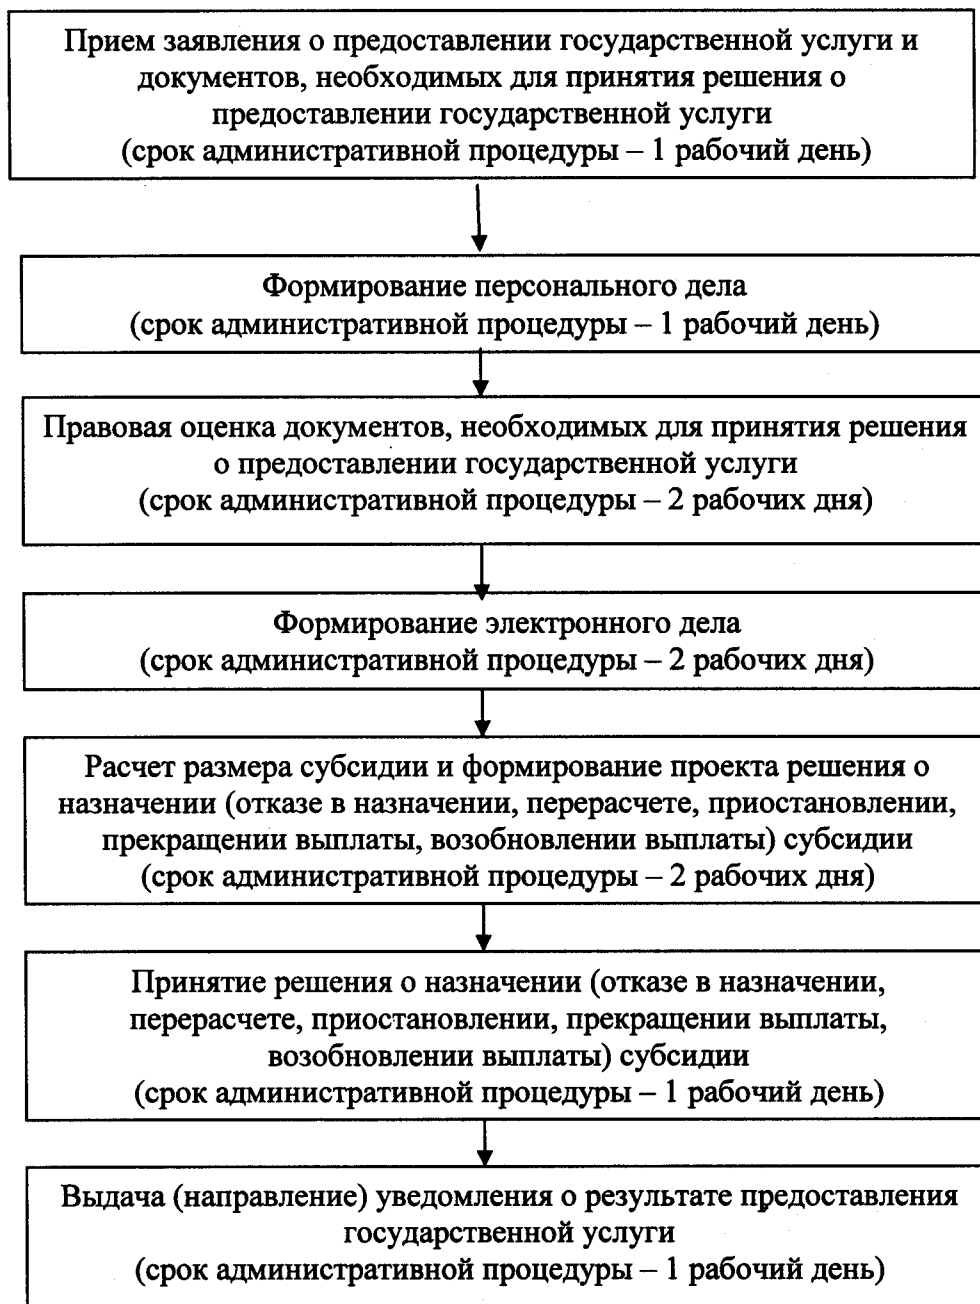 Прием заявления о предоставлении государственной услуги и
документов, необходимых для принятия решения о
предоставлении государственной услуги
(срок административной процедуры – 1 рабочий день)
Формирование персонального дела
(срок административной процедуры – 1 рабочий день)
Правовая оценка документов, необходимых для принятия решения
о предоставлении государственной услуги
(срок административной процедуры – 2 рабочих дня)
Формирование электронного дела
(срок административной процедуры – 2 рабочих дня)
Расчет размера субсидии и формирование проекта решения о
назначении (отказе в назначении, перерасчете, приостановлении,
прекращении выплаты, возобновлении выплаты) субсидии
(срок административной процедуры – 2 рабочих дня)
Принятие решения о назначении (отказе в назначении,
перерасчете, приостановлении, прекращении выплаты,
возобновлении выплаты) субсидии
(срок административной процедуры – 1 рабочий день)
Выдача (направление) уведомления о результате предоставления
государственной услуги
(срок административной процедуры – 1 рабочий день)